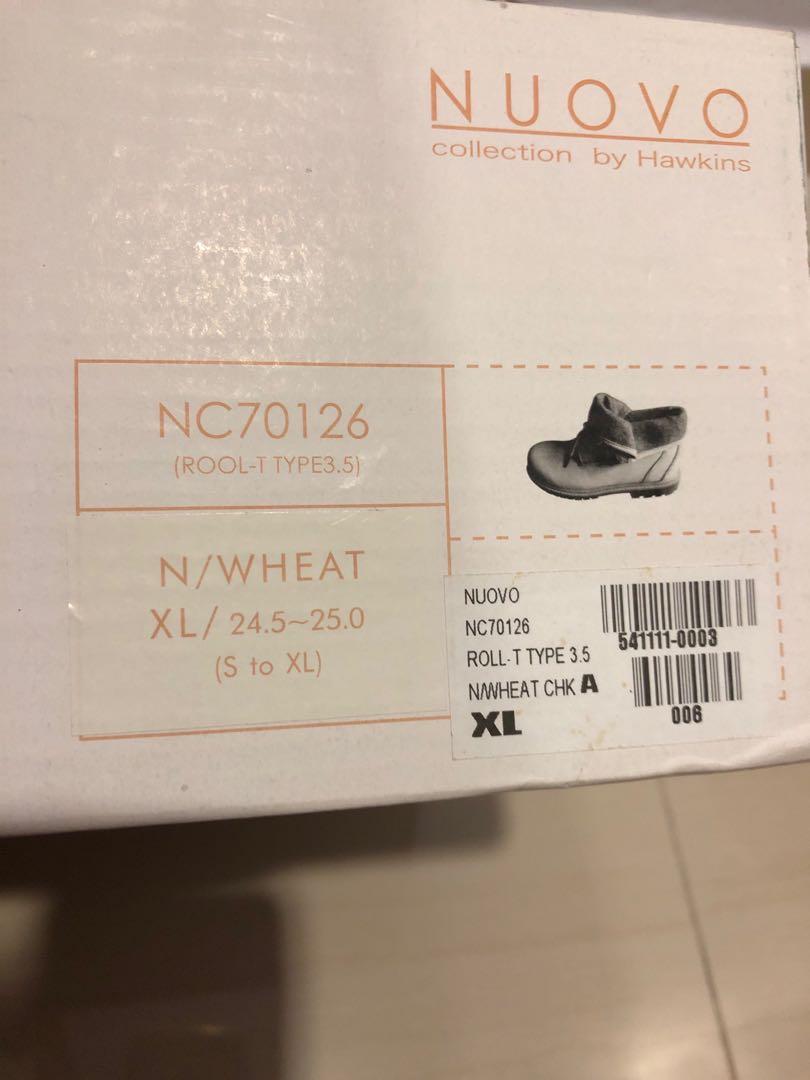 NUOVO
collection by Hawkins
NC70126
(ROOL-T TYPE3.5)
N/WHEAT
XL/ 24.5~25.0
(S to XL)
NUOVO
NC70126
541111-0003
ROLL-T TYPE 3.5
N/WHEAT CHK A
XL
006